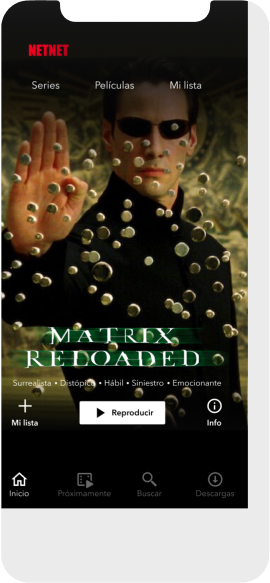 NETNET
Series Películas Mi lista
MATRIX
RELOADED
Surrealista • Distópico • Hábil • Siniestro • Emocionante
Mi lista Reproducir Info
Inicio Próximamente Buscar Descargas